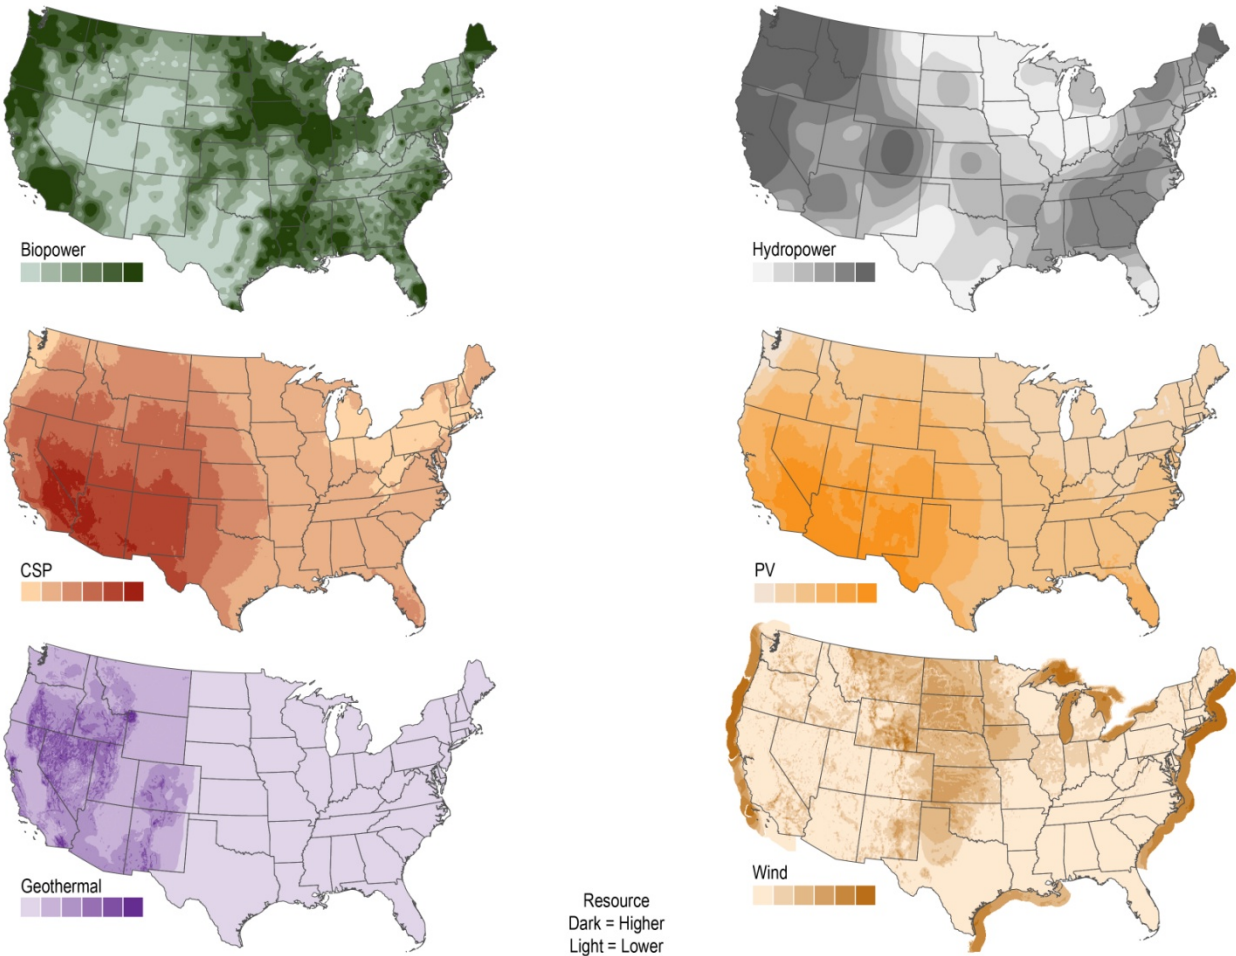 Biopower
Hydropower
CSP
PV
Geothermal
Wind
Resource
Dark = Higher
Light = Lower